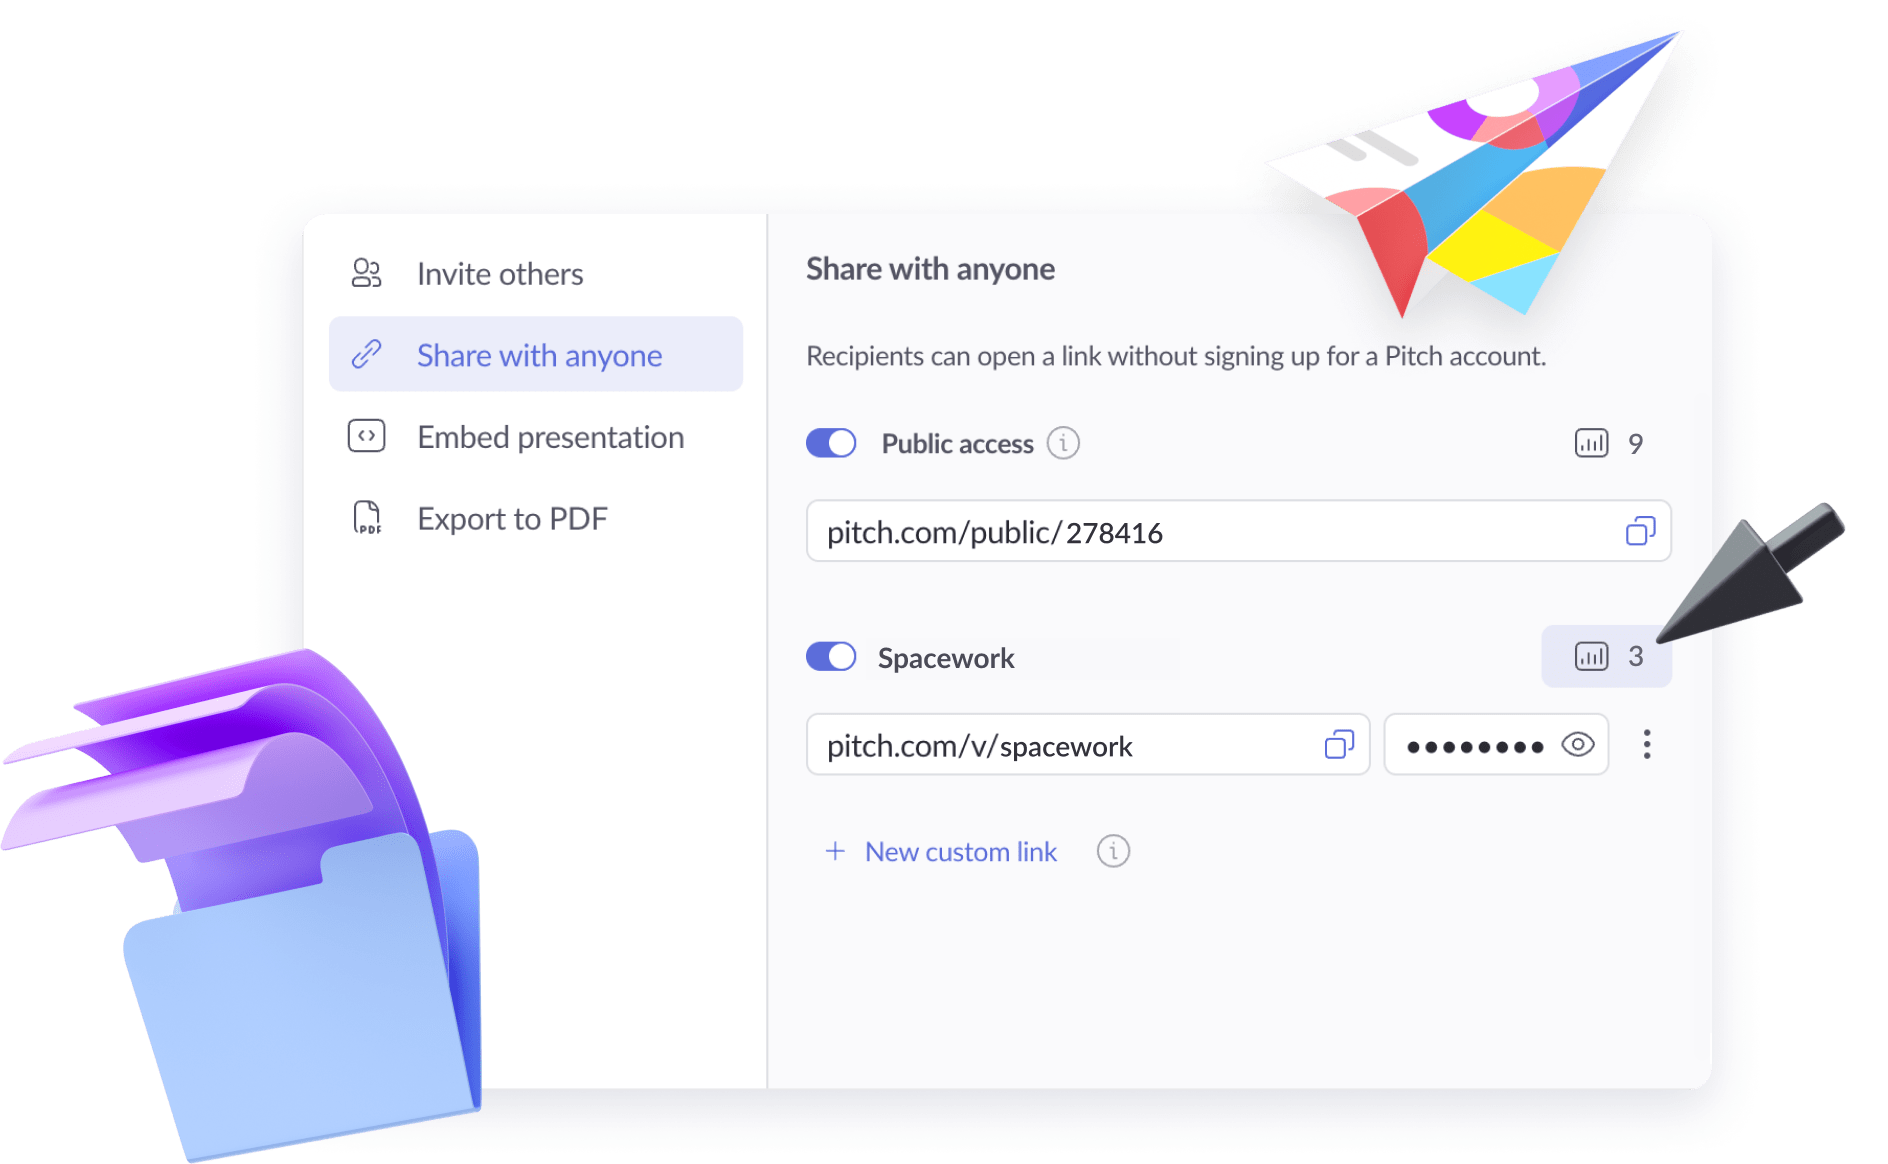 Invite others
Share with anyone
Embed presentation
PDF
Export to PDF
Share with anyone
Recipients can open a link without signing up for a Pitch account.
Public access 9
pitch.com/public/278416
Spacework 3
pitch.com/v/spacework ●●●●●●●●
+ New custom link